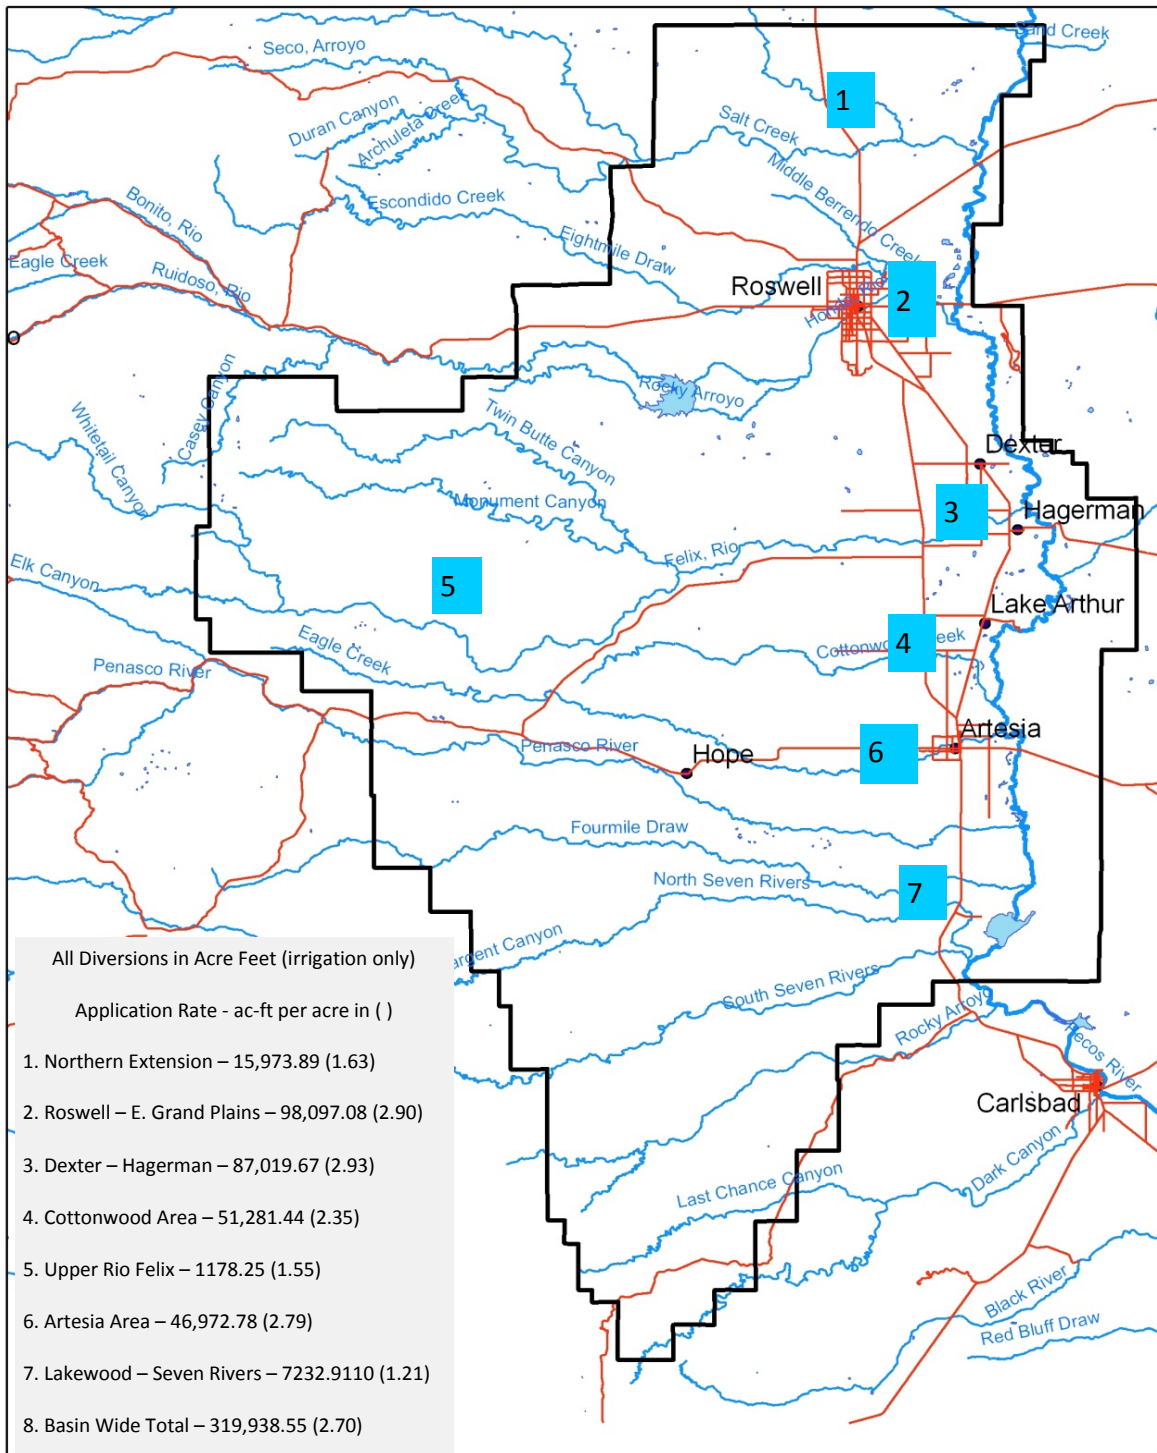 Sand Creek
Seco, Arroyo
1
Duran Canyon
Archuleta Creek
Salt Creek
Middle Berrendo Creek
Escondido Creek
Bonito, Rio
Eightmile Draw
Eagle Creek
Ruidoso, Rio
Roswell
2
Hondo, Rio
Rocky Arroyo
Casey Canyon
Whitetail Canyon
Twin Butte Canyon
Dexter
Monument Canyon
3
Hagerman
Felix, Rio
Elk Canyon
5
Lake Arthur
Eagle Creek
Cottonwood Creek
4
Penasco River
Artesia
Penasco River
Hope
6
Fourmile Draw
North Seven Rivers
7
argent Canyon
South Seven Rivers
Rocky Arroyo
Pecos River
Carlsbad
Dark Canyon
Last Chance Canyon
Black River
Red Bluff Draw
All Diversions in Acre Feet (irrigation only)
Application Rate - ac-ft per acre in ( )
1. Northern Extension – 15,973.89 (1.63)
2. Roswell – E. Grand Plains – 98,097.08 (2.90)
3. Dexter – Hagerman – 87,019.67 (2.93)
4. Cottonwood Area – 51,281.44 (2.35)
5. Upper Rio Felix – 1178.25 (1.55)
6. Artesia Area – 46,972.78 (2.79)
7. Lakewood – Seven Rivers – 7232.9110 (1.21)
8. Basin Wide Total – 319,938.55 (2.70)